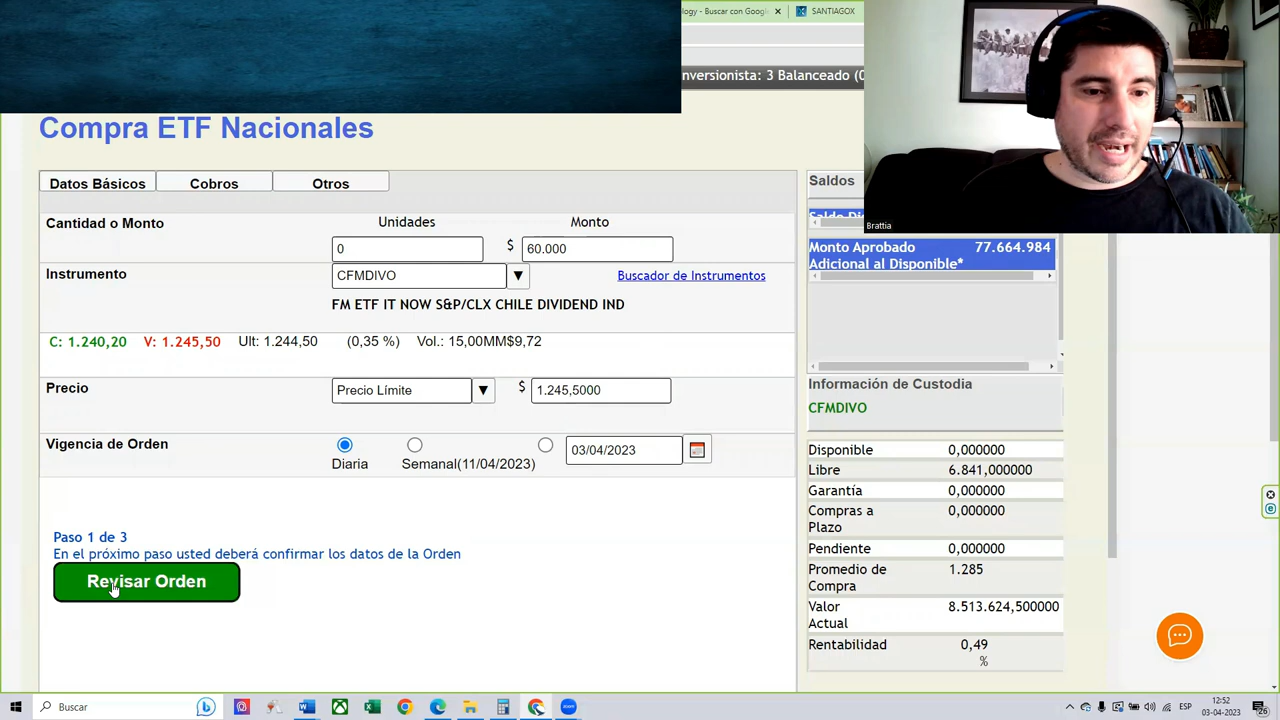 logy - Buscar con Google
SANTIAGOX
nversionista: 3 Balanceado (
Brattia
Compra ETF Nacionales
Datos Básicos Cobros Otros
Cantidad o Monto
Unidades Monto
0 $ 60.000
Instrumento
CFMDIVO
Buscador de Instrumentos
FM ETF IT NOW S&P/CLX CHILE DIVIDEND IND
C: 1.240,20 V: 1.245,50 Ult: 1.244,50 (0,35 %) Vol.: 15,00MM$9,72
Precio
Precio Límite $ 1.245,5000
Vigencia de Orden
Diaria Semanal(11/04/2023) 03/04/2023
Paso 1 de 3
En el próximo paso usted deberá confirmar los datos de la Orden
Revisar Orden
Saldos
Monto Aprobado 77.664.984
Adicional al Disponible*
Información de Custodia
CFMDIVO
Disponible 0,000000
Libre 6.841,000000
Garantía 0,000000
Compras a 0,000000
Plazo
Pendiente 0,000000
Promedio de 1.285
Compra
Valor 8.513.624,500000
Actual
Rentabilidad 0,49
%
Buscar
ESP
12:52
03-04-2023
26